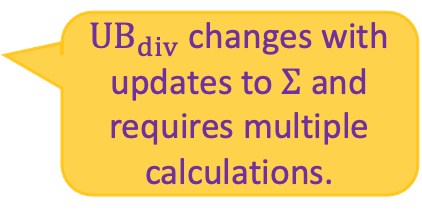 UB_div changes with
updates to Σ and
requires multiple
calculations.